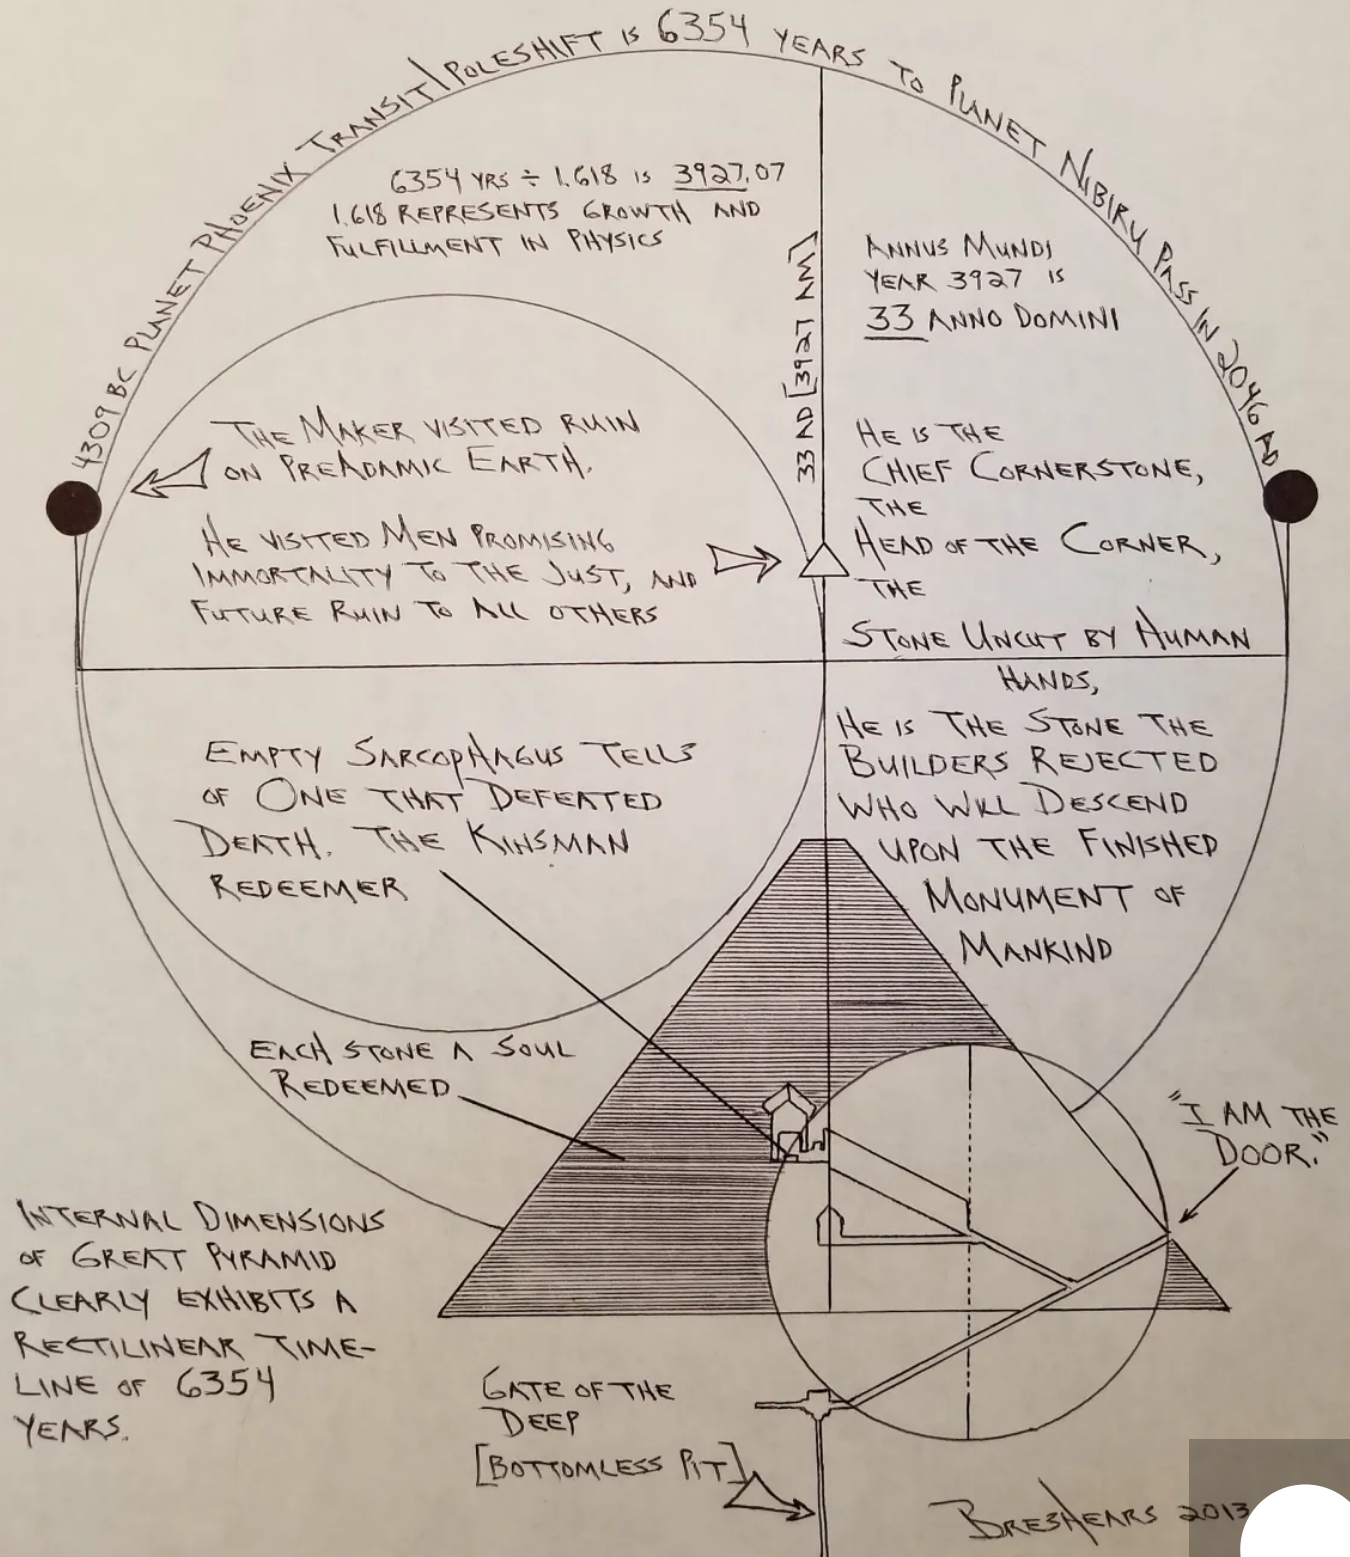 4309 BC PLANET PHOENIX TRANSIT\POLESHIFT IS 6354 YEARS TO PLANET NIBIRU PASS IN 2046 AD
6354 YRS ÷ 1.618 IS 3927.07
1.618 REPRESENTS GROWTH AND
FULFILLMENT IN PHYSICS
33 AD [3927 AM]
ANNUS MUNDI
YEAR 3927 IS
33 ANNO DOMINI
THE MAKER VISITED RUIN
ON PREADAMIC EARTH.
HE VISITED MEN PROMISING
IMMORTALITY TO THE JUST, AND
FUTURE RUIN TO ALL OTHERS
HE IS THE
CHIEF CORNERSTONE,
THE
HEAD OF THE CORNER,
THE
STONE UNCUT BY HUMAN
HANDS,
HE IS THE STONE THE
BUILDERS REJECTED
WHO WILL DESCEND
UPON THE FINISHED
MONUMENT OF
MANKIND
EMPTY SARCOPHAGUS TELLS
OF ONE THAT DEFEATED
DEATH. THE KINSMAN
REDEEMER
EACH STONE A SOUL
REDEEMED
"I AM THE
DOOR."
INTERNAL DIMENSIONS
OF GREAT PYRAMID
CLEARLY EXHIBITS A
RECTILINEAR TIME-
LINE OF 6354
YEARS.
GATE OF THE
DEEP
[BOTTOMLESS PIT]
BRESHEARS 2013